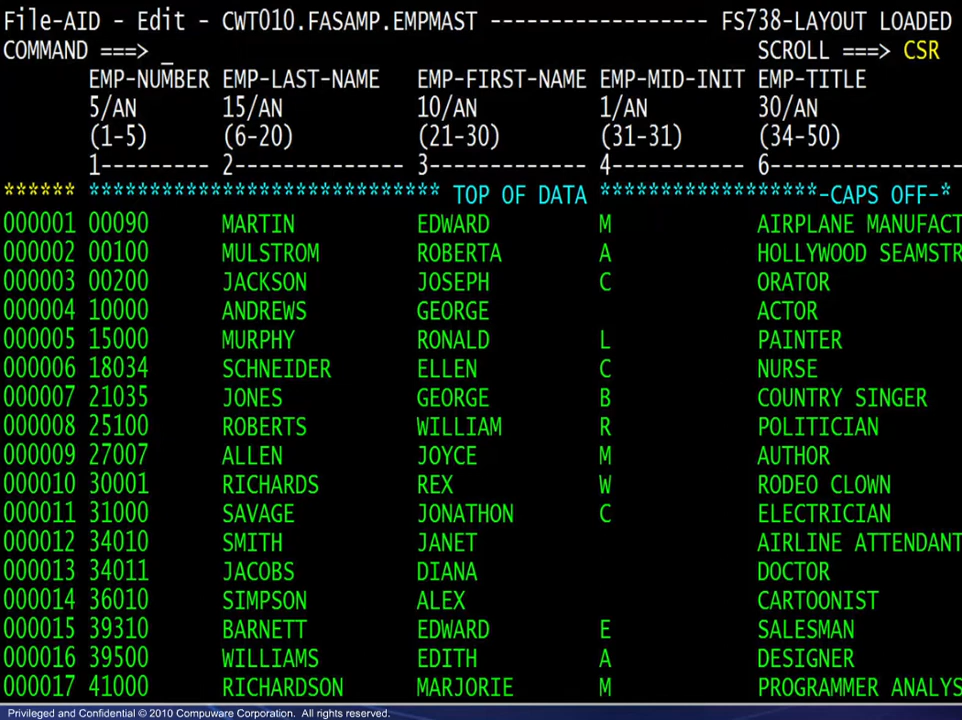 File-AID - Edit - CWT010.FASAMP.EMPMAST ------------------- FS738-LAYOUT LOADED
COMMAND ===> _ SCROLL ===> CSR
EMP-NUMBER EMP-LAST-NAME EMP-FIRST-NAME EMP-MID-INIT EMP-TITLE
5/AN 15/AN 10/AN 1/AN 30/AN
(1-5) (6-20) (21-30) (31-31) (34-50)
1--------- 2-------------- 3------------- 4----------- 6----------------
****** ***************************** TOP OF DATA ******************-CAPS OFF-*
000001 00090 MARTIN EDWARD M AIRPLANE MANUFACT
000002 00100 MULSTROM ROBERTA A HOLLYWOOD SEAMSTR
000003 00200 JACKSON JOSEPH C ORATOR
000004 10000 ANDREWS GEORGE ACTOR
000005 15000 MURPHY RONALD L PAINTER
000006 18034 SCHNEIDER ELLEN C NURSE
000007 21035 JONES GEORGE B COUNTRY SINGER
000008 25100 ROBERTS WILLIAM R POLITICIAN
000009 27007 ALLEN JOYCE M AUTHOR
000010 30001 RICHARDS REX W RODEO CLOWN
000011 31000 SAVAGE JONATHON C ELECTRICIAN
000012 34010 SMITH JANET AIRLINE ATTENDANT
000013 34011 JACOBS DIANA DOCTOR
000014 36010 SIMPSON ALEX CARTOONIST
000015 39310 BARNETT EDWARD E SALESMAN
000016 39500 WILLIAMS EDITH A DESIGNER
000017 41000 RICHARDSON MARJORIE M PROGRAMMER ANALYS
Privileged and Confidential © 2010 Compuware Corporation. All rights reserved.